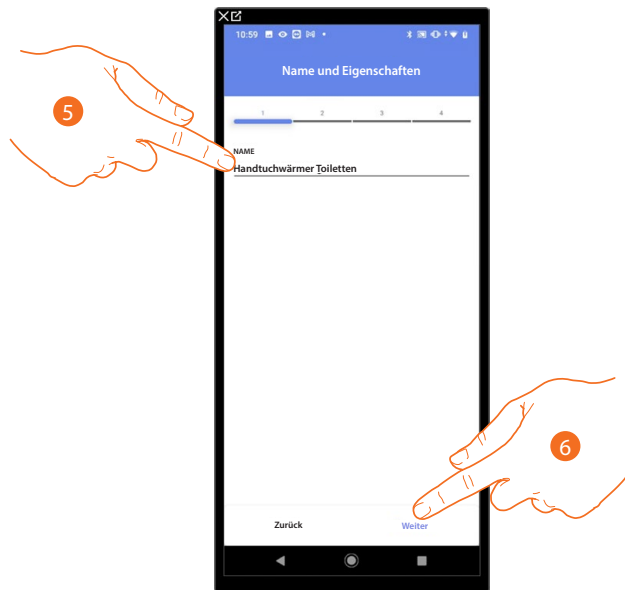 10:59
Name und Eigenschaften
1 2 3 4
NAME
Handtuchwärmer Toiletten
5
6
Zurück Weiter